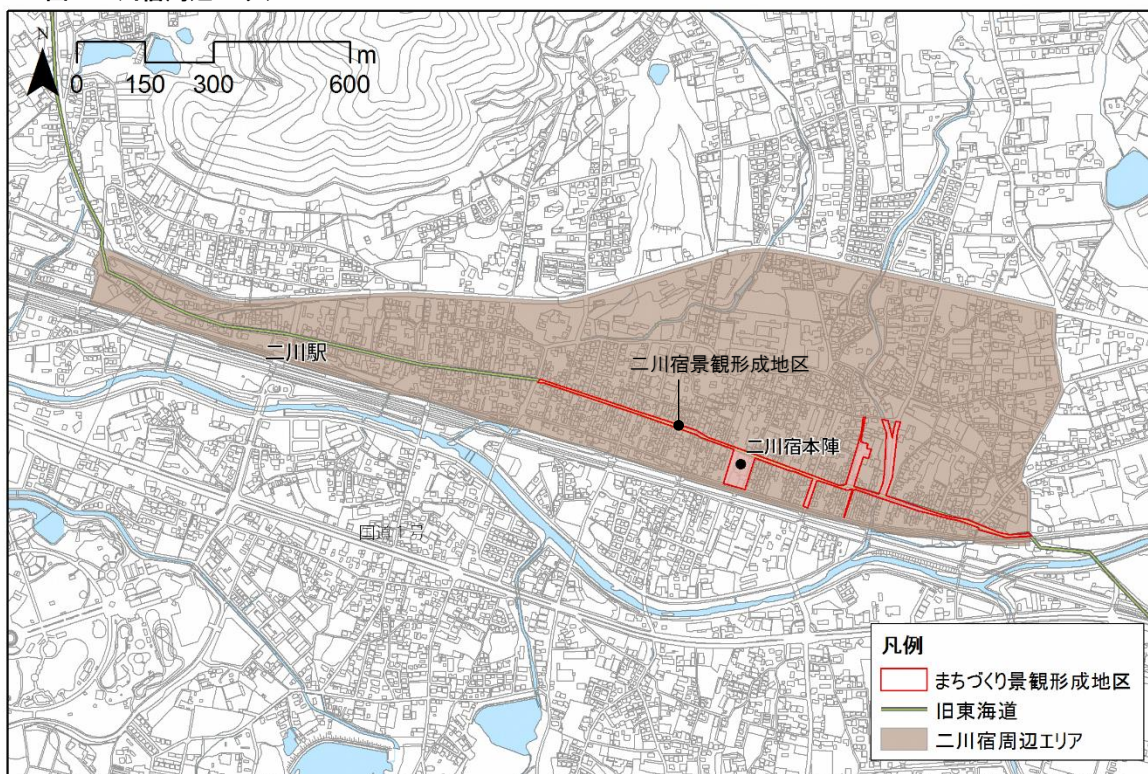 N
0 150 300 600
m
二川駅
二川宿景観形成地区
二川宿本陣
凡例
まちづくり景観形成地区
旧東海道
二川宿周辺エリア